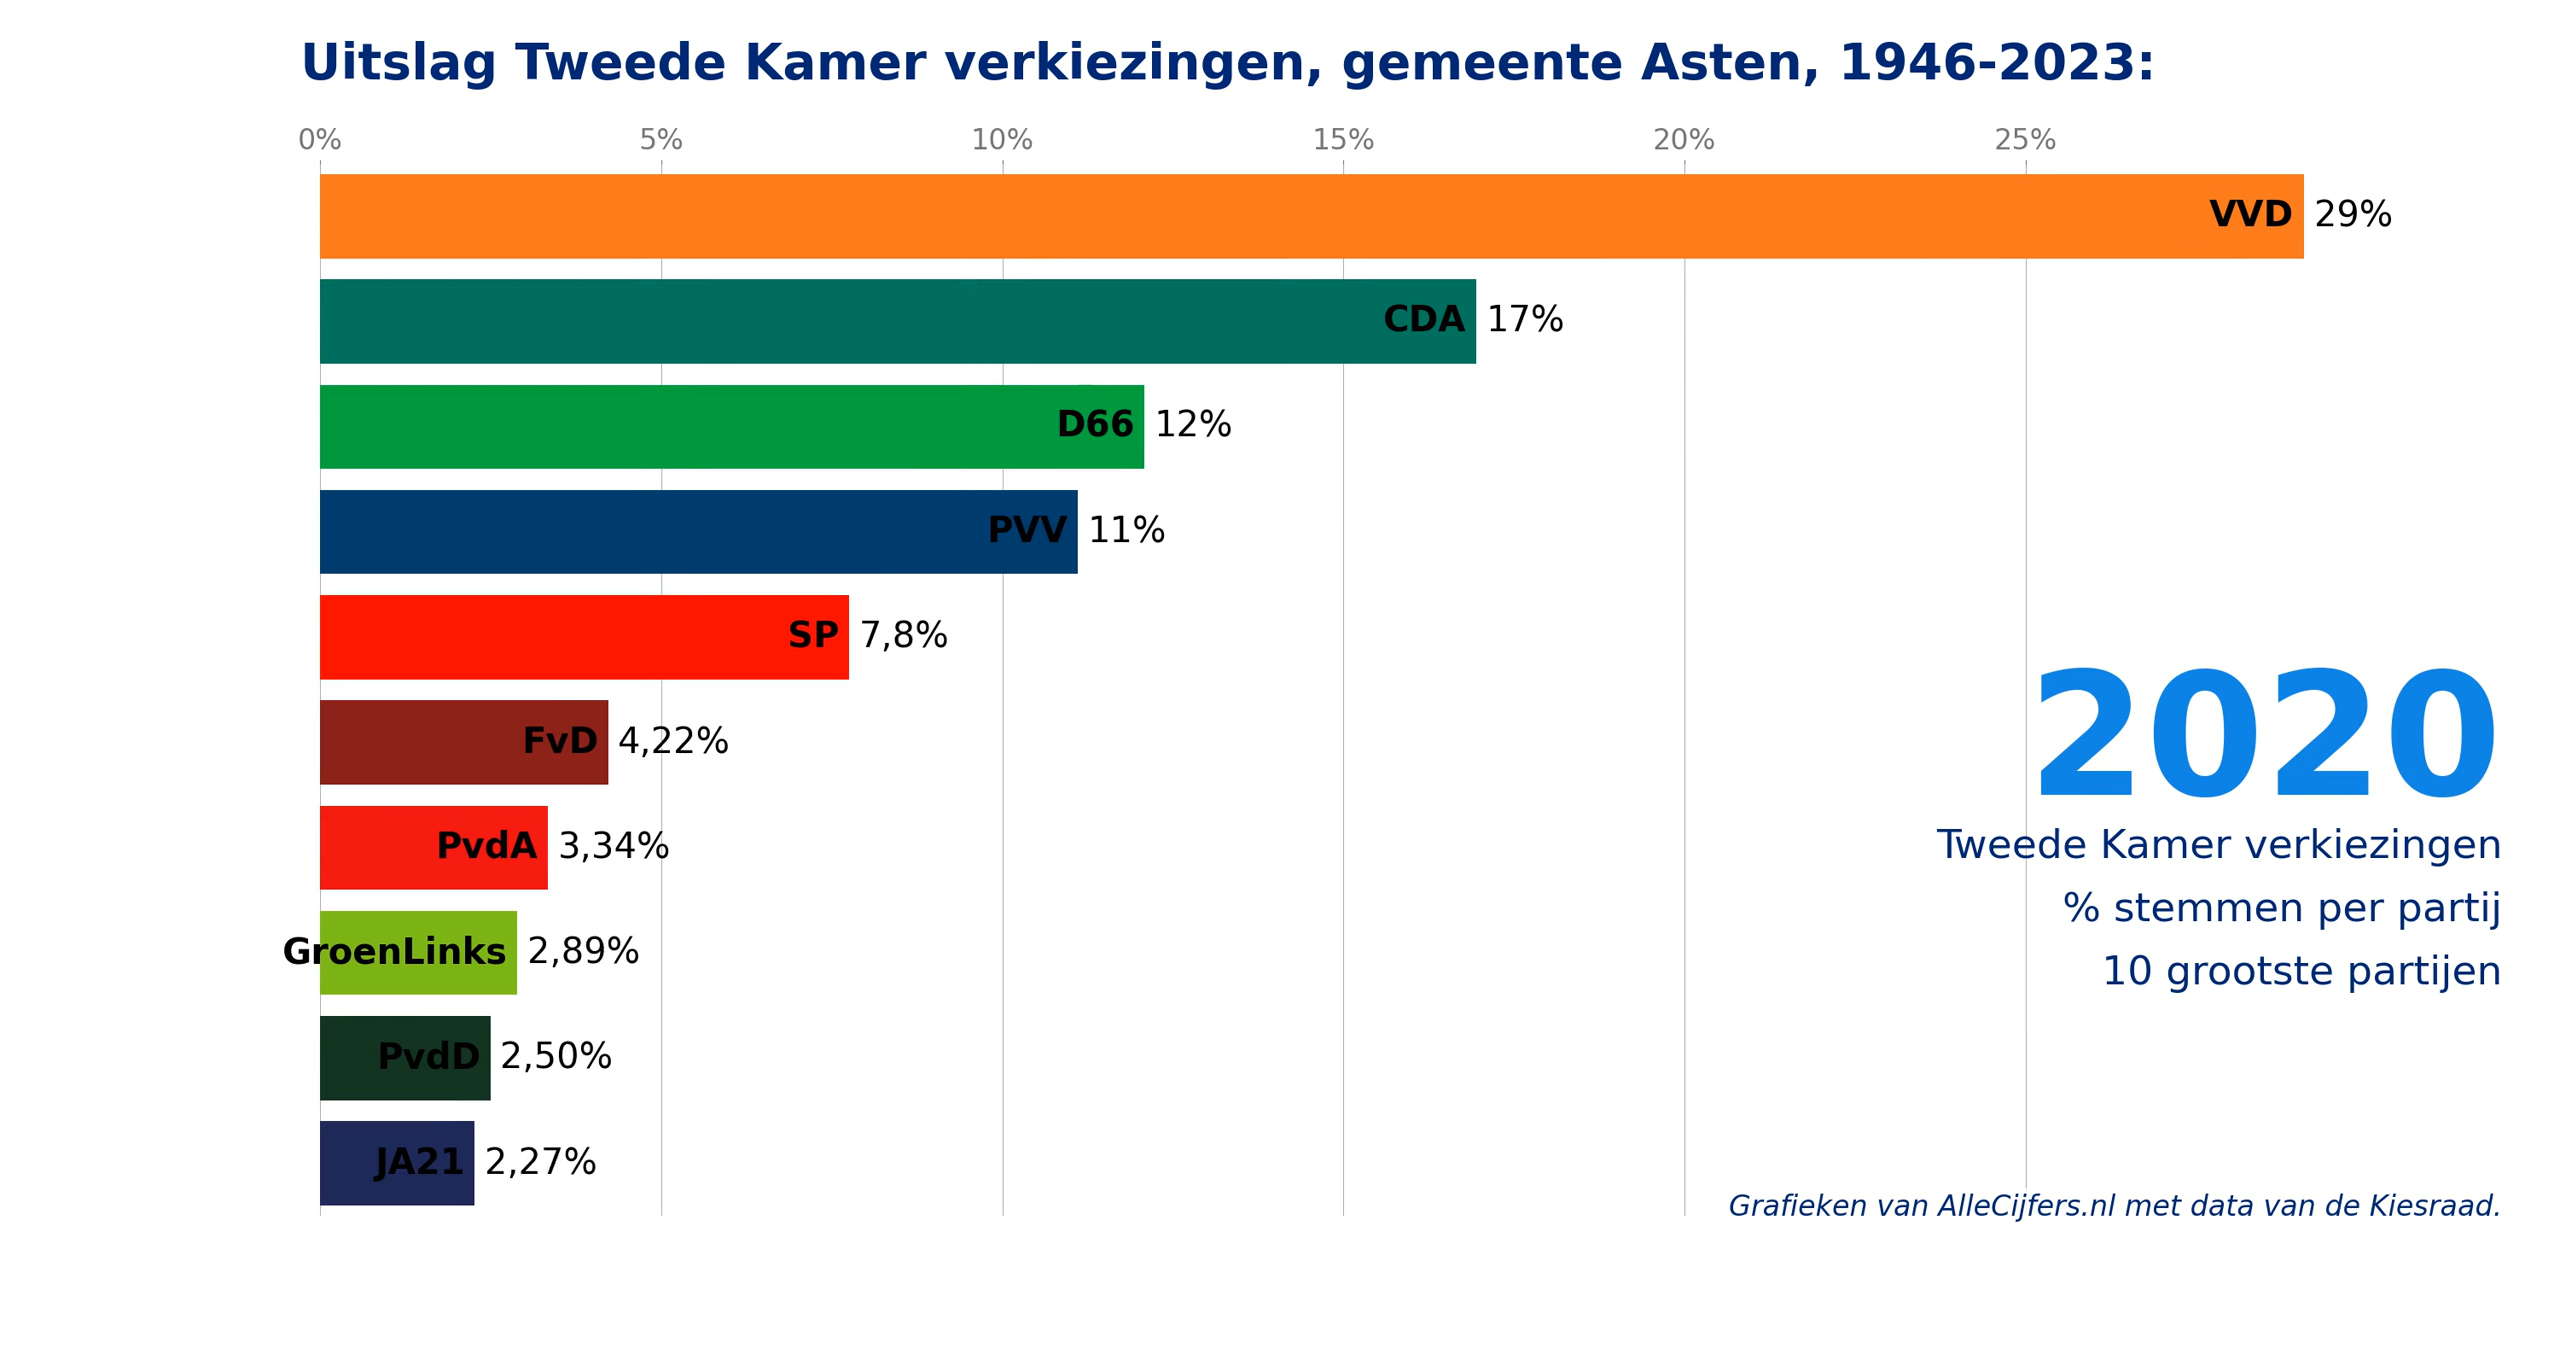 Uitslag Tweede Kamer verkiezingen, gemeente Asten, 1946-2023:
0% 5% 10% 15% 20% 25%
VVD 29%
CDA 17%
D66 12%
PVV 11%
SP 7,8%
FvD 4,22%
PvdA 3,34%
GroenLinks 2,89%
PvdD 2,50%
JA21 2,27%
2020
Tweede Kamer verkiezingen
% stemmen per partij
10 grootste partijen
Grafieken van AlleCijfers.nl met data van de Kiesraad.